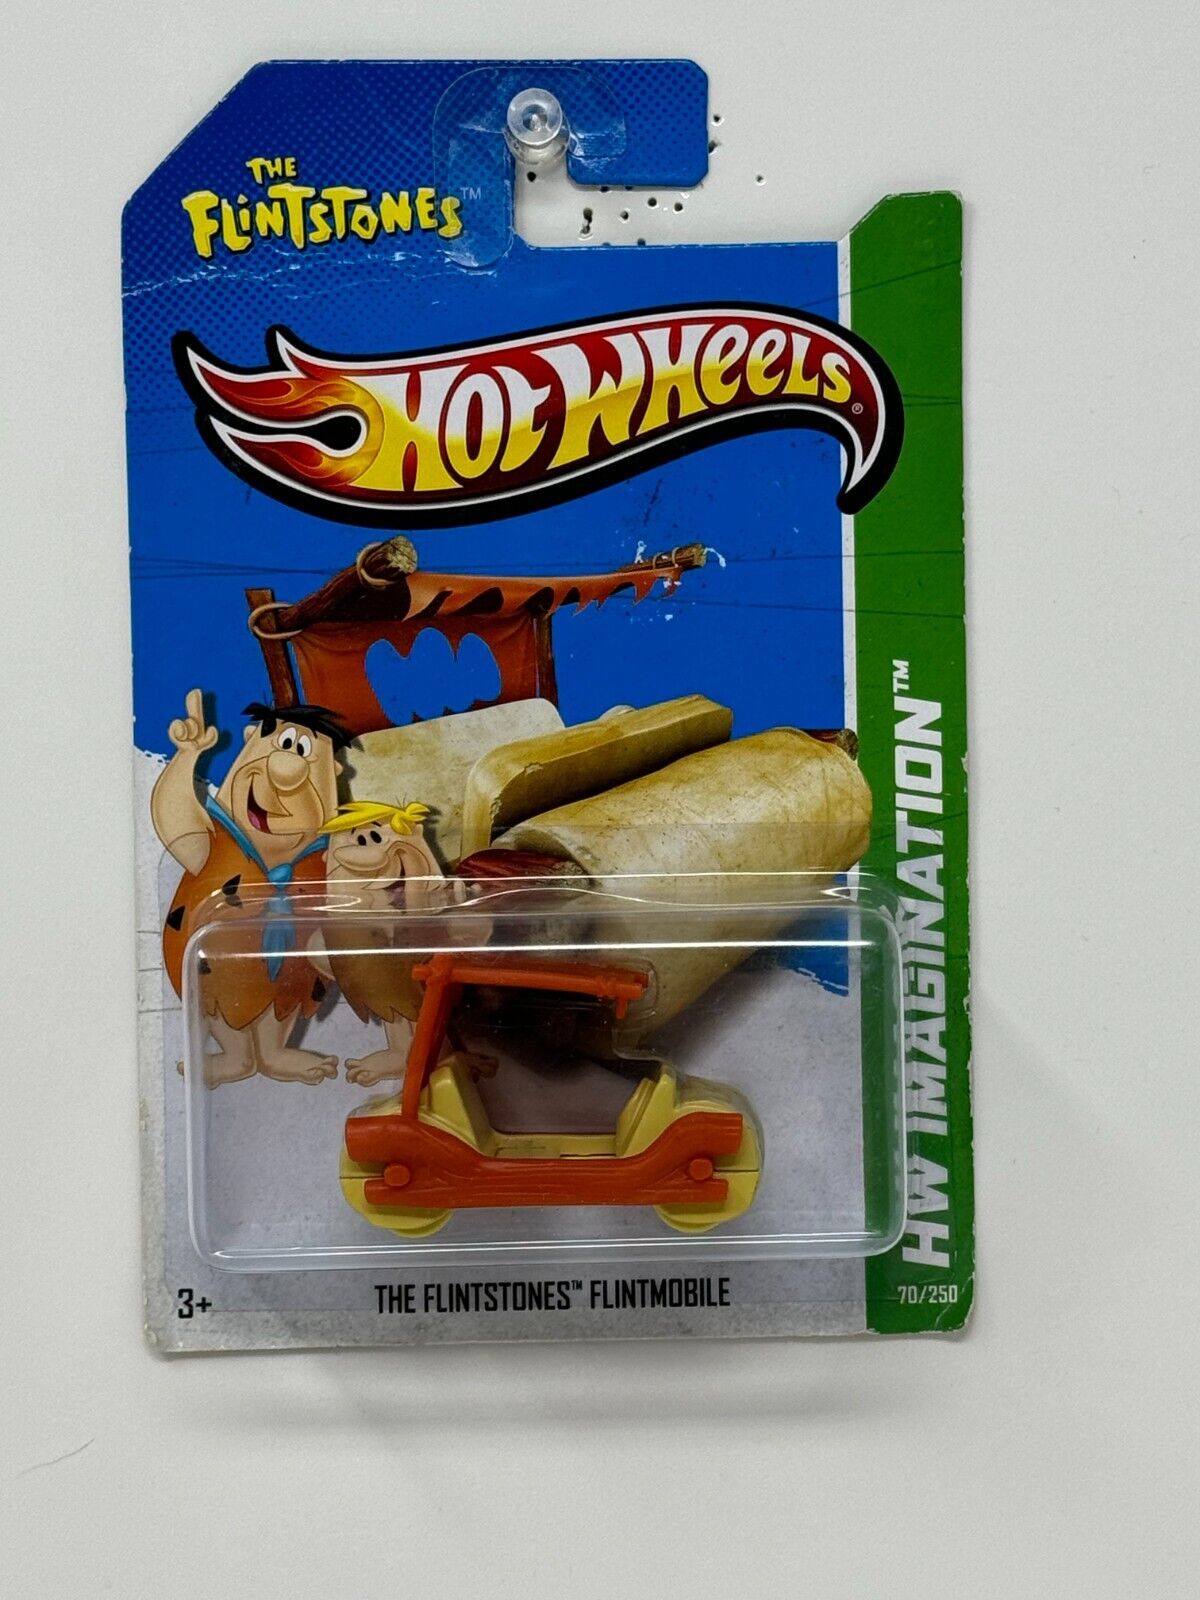 THE
FLINTSTONES™
HOT WHEELS®
HW IMAGINATION™
3+
THE FLINTSTONES™ FLINTMOBILE
70/250